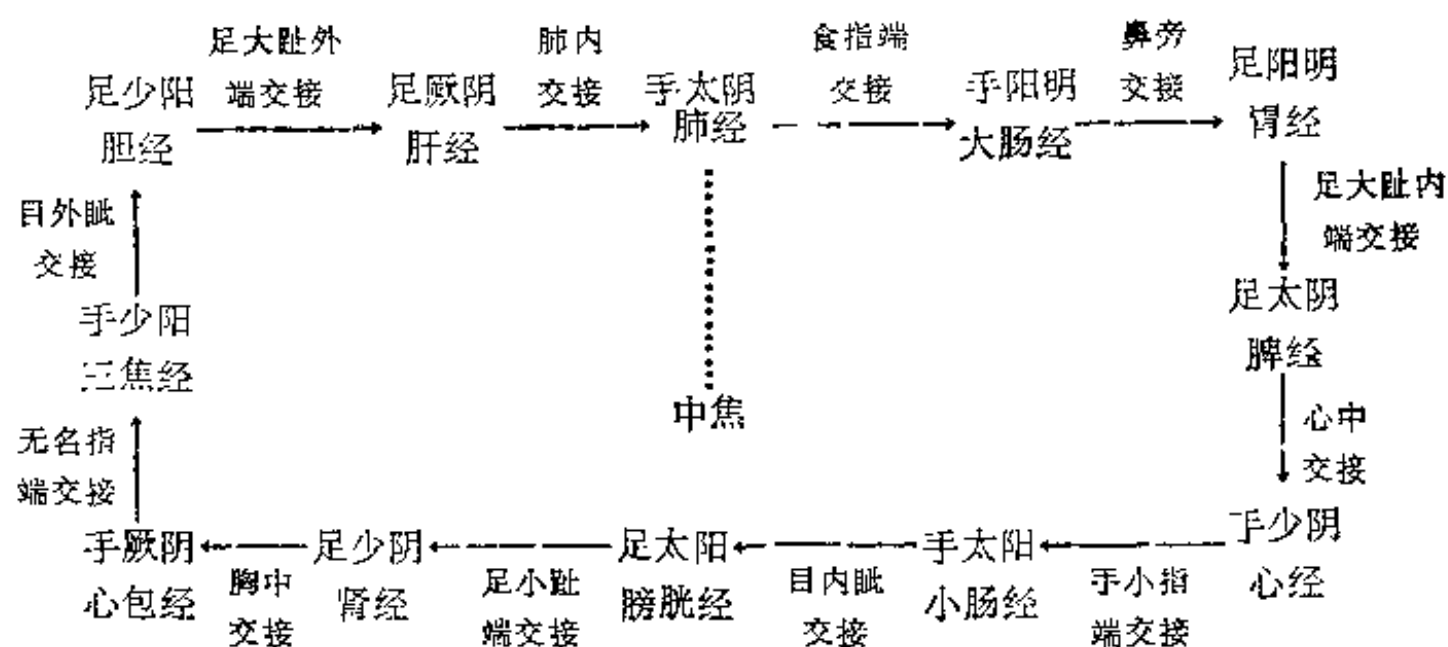 足少阳
胆经
足大趾外
端交接
足厥阴
肝经
肺内
交接
手太阴
肺经
食指端
交接
手阳明
大肠经
鼻旁
交接
足阳明
胃经
足大趾内
端交接
足太阴
脾经
心中
交接
手少阴
心经
手小指
端交接
手太阳
小肠经
目内眦
交接
足太阳
膀胱经
足小趾
端交接
足少阴
肾经
胸中
交接
手厥阴
心包经
无名指
端交接
手少阳
三焦经
目外眦
交接
中焦